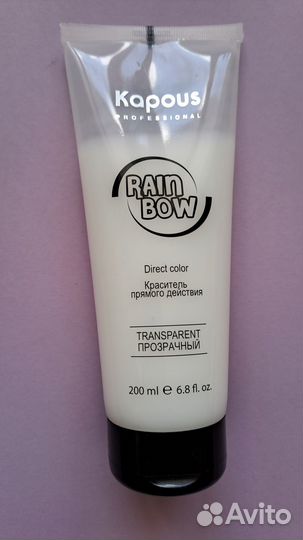 Kapous
PROFESSIONAL
RAIN
BOW
Direct color
Краситель
прямого действия
TRANSPARENT
ПРОЗРАЧНЫЙ
200 ml e 6.8 fl. oz.
Avito